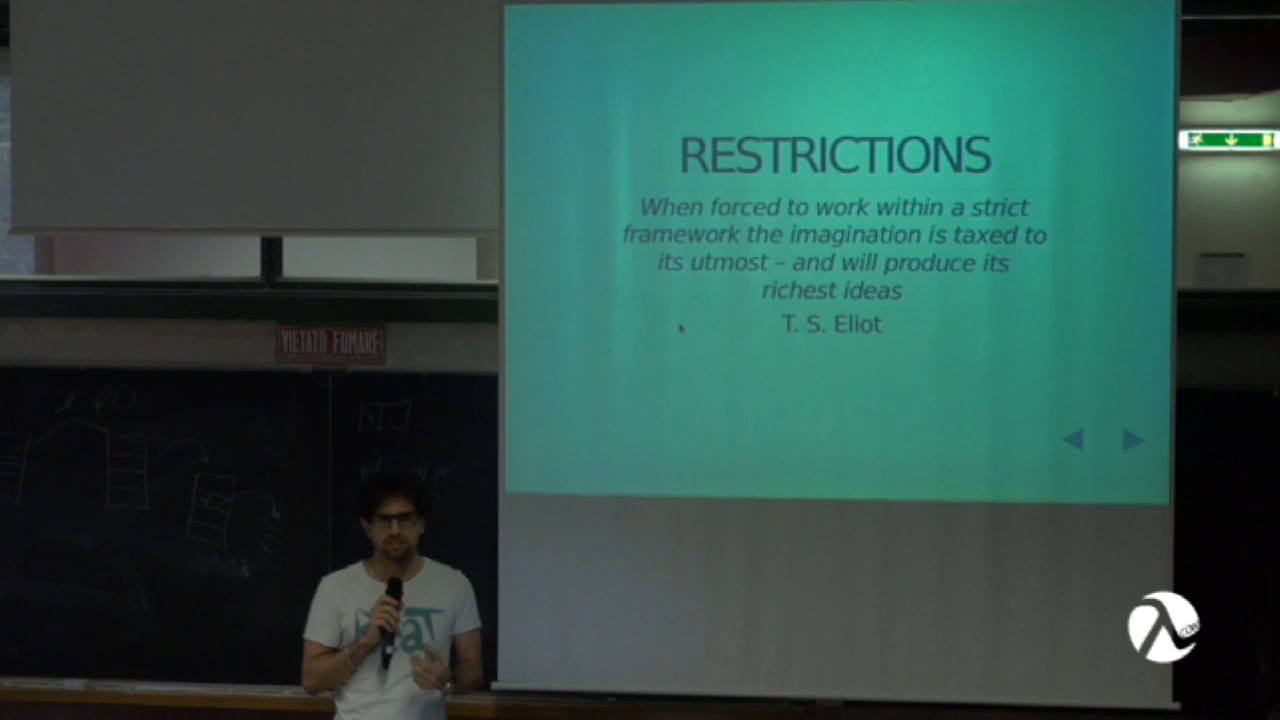 RESTRICTIONS
When forced to work within a strict
framework the imagination is taxed to
its utmost – and will produce its
richest ideas
T. S. Eliot
VIETATO FUMARE
λ